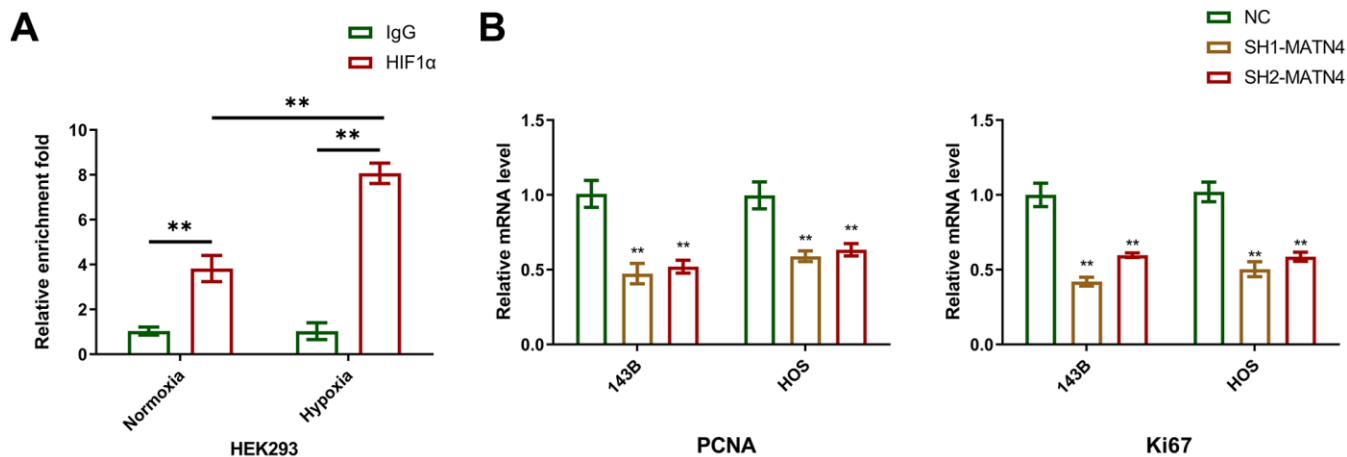 A
IgG
HIF1α
**
**
**
Relative enrichment fold
10
8
6
4
2
0
Normoxia
Hypoxia
HEK293
B
NC
SH1-MATN4
SH2-MATN4
Relative mRNA level
1.5
1.0
0.5
0.0
**
**
**
**
143B
HOS
PCNA
Relative mRNA level
1.5
1.0
0.5
0.0
**
**
**
**
143B
HOS
Ki67